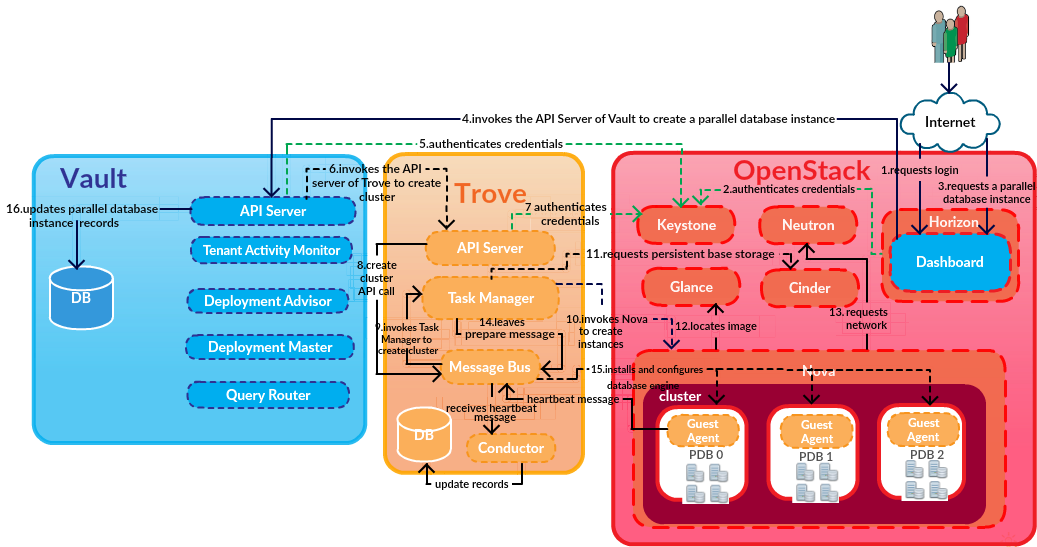 Internet
4.invokes the API Server of Vault to create a parallel database instance
5.authenticates credentials
Vault
16.updates parallel database
instance records
DB
API Server
Tenant Activity Monitor
Deployment Advisor
Deployment Master
Query Router
6.invokes the API
server of Trove to create
cluster
Trove
7 authenticates
credentials
API Server
8.create
cluster
API call
Task Manager
9.invokes Task
Manager to
create cluster
14.leaves
prepare message
Message Bus
receives heartbeat
message
DB
Conductor
update records
OpenStack
1.requests login
2.authenticates credentials
3.requests a parallel
database instance
Keystone
Neutron
Horizon
Dashboard
11.requests persistent base storage
Glance
Cinder
10.invokes Nova
to create
instances
12.locates image
13. requests
network
15.installs and configures
database engine
heartbeat message
Nova
cluster
Guest
Agent
PDB 0
Guest
Agent
PDB 1
Guest
Agent
PDB 2